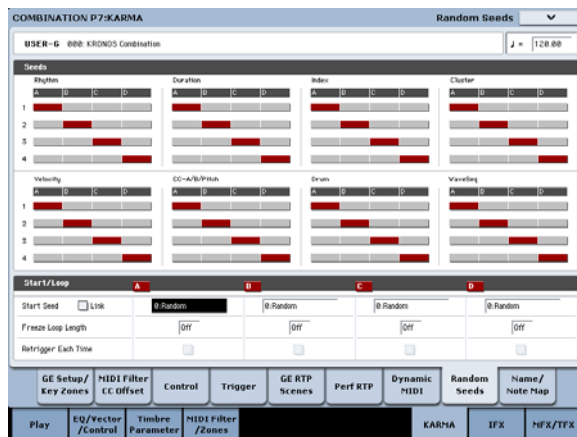 COMBINATION P7:KARMA Random Seeds
USER-G 000: KRONOS Combination ♩ = 120.00
Seeds
Rhythm Duration Index Cluster
A B C D A B C D A B C D A B C D
1
2
3
4
Velocity CC-A/B/Pitch Drum WaveSeq
A B C D A B C D A B C D A B C D
1
2
3
4
Start/Loop A B C D
Start Seed Link 0:Random 0:Random 0:Random 0:Random
Freeze Loop Length Off Off Off Off
Retrigger Each Time
GE Setup/ MIDI Filter GE RTP Dynamic Random Name/
Key Zones CC Offset Control Trigger Scenes Perf RTP MIDI Seeds Note Map
EQ/Vector Timbre MIDI Filter
Play /Control Parameter /Zones KARMA IFX MFX/TFX